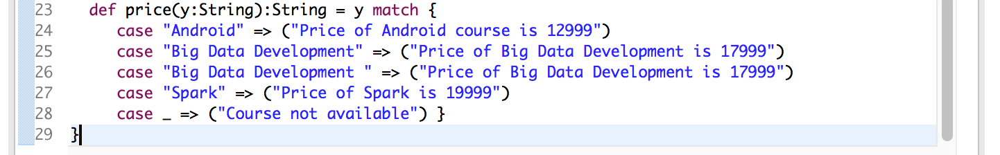 23 def price(y:String):String = y match {
24 case "Android" => ("Price of Android course is 12999")
25 case "Big Data Development" => ("Price of Big Data Development is 17999")
26 case "Big Data Development " => ("Price of Big Data Development is 17999")
27 case "Spark" => ("Price of Spark is 19999")
28 case _ => ("Course not available") }
29 }